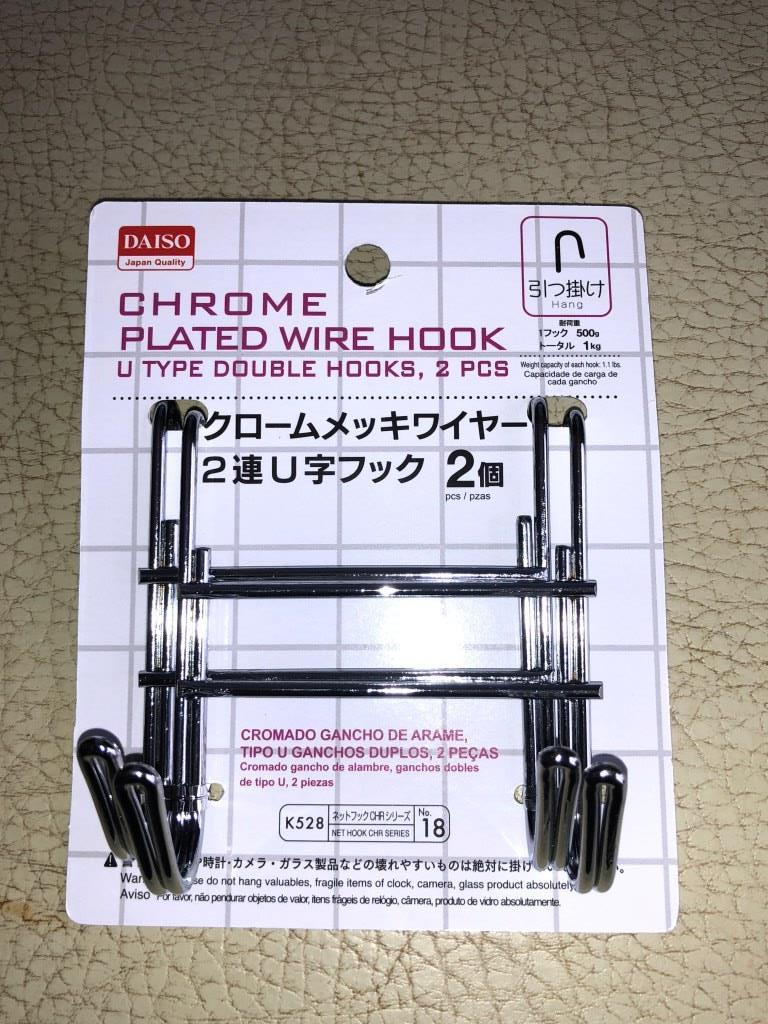 DAISO
Japan Quality
CHROME
PLATED WIRE HOOK
U TYPE DOUBLE HOOKS, 2 PCS
引っ掛け
Hang
耐荷重
1フック 500g
トータル 1kg
Weight capacity of each hook: 1.1 lbs.
Capacidade de carga de
cada gancho
クロームメッキワイヤー
2連U字フック 2個
pcs / pzas
CROMADO GANCHO DE ARAME,
TIPO U GANCHOS DUPLOS, 2 PEÇAS
Cromado gancho de alambre, ganchos dobles
de tipo U, 2 piezas
K528 ネットフックCHRシリーズ No.
NET HOOK CHR SERIES 18
時計・カメラ・ガラス製品などの壊れやすいものは絶対に掛け
do not hang valuables, fragile items of clock, camera, glass product absolutely.
Aviso Por favor, não pendurar objetos de valor, itens frágeis de relógio, câmera, produto de vidro absolutamente.